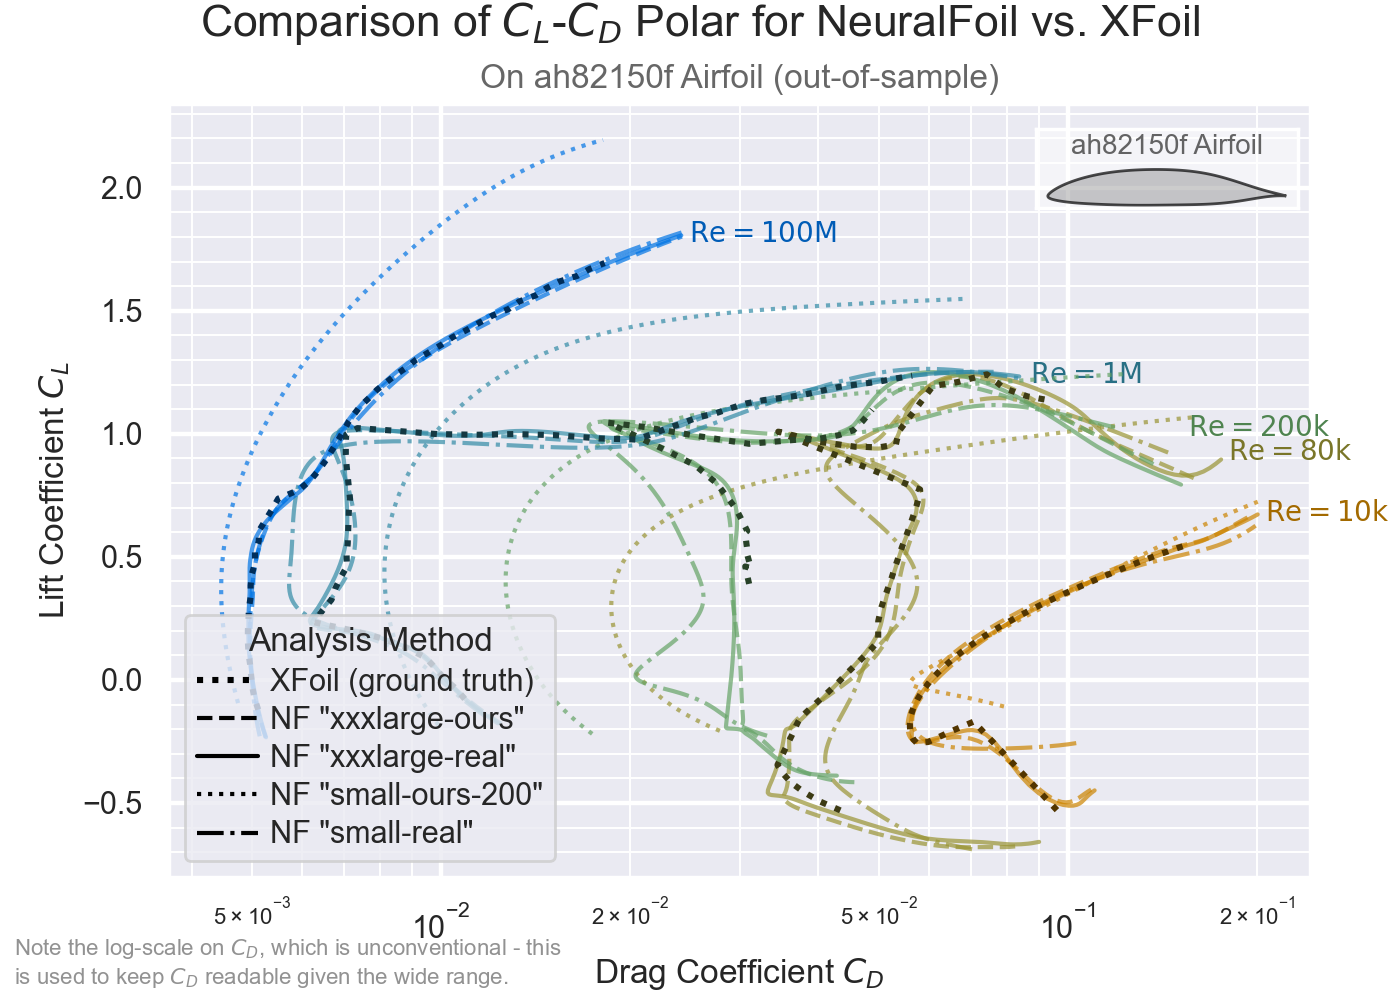 Comparison of C_L-C_D Polar for NeuralFoil vs. XFoil
On ah82150f Airfoil (out-of-sample)
ah82150f Airfoil
Re = 100M
Re = 1M
Re = 200k
Re = 80k
Re = 10k
Lift Coefficient C_L
2.0
1.5
1.0
0.5
0.0
−0.5
Analysis Method
XFoil (ground truth)
NF "xxxlarge-ours"
NF "xxxlarge-real"
NF "small-ours-200"
NF "small-real"
5 × 10⁻³
10⁻²
2 × 10⁻²
5 × 10⁻²
10⁻¹
2 × 10⁻¹
Drag Coefficient C_D
Note the log-scale on C_D, which is unconventional - this
is used to keep C_D readable given the wide range.